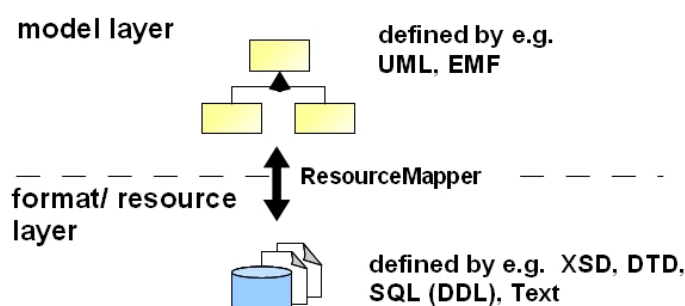 model layer
defined by e.g.
UML, EMF
ResourceMapper
format/ resource
layer
defined by e.g. XSD, DTD,
SQL (DDL), Text